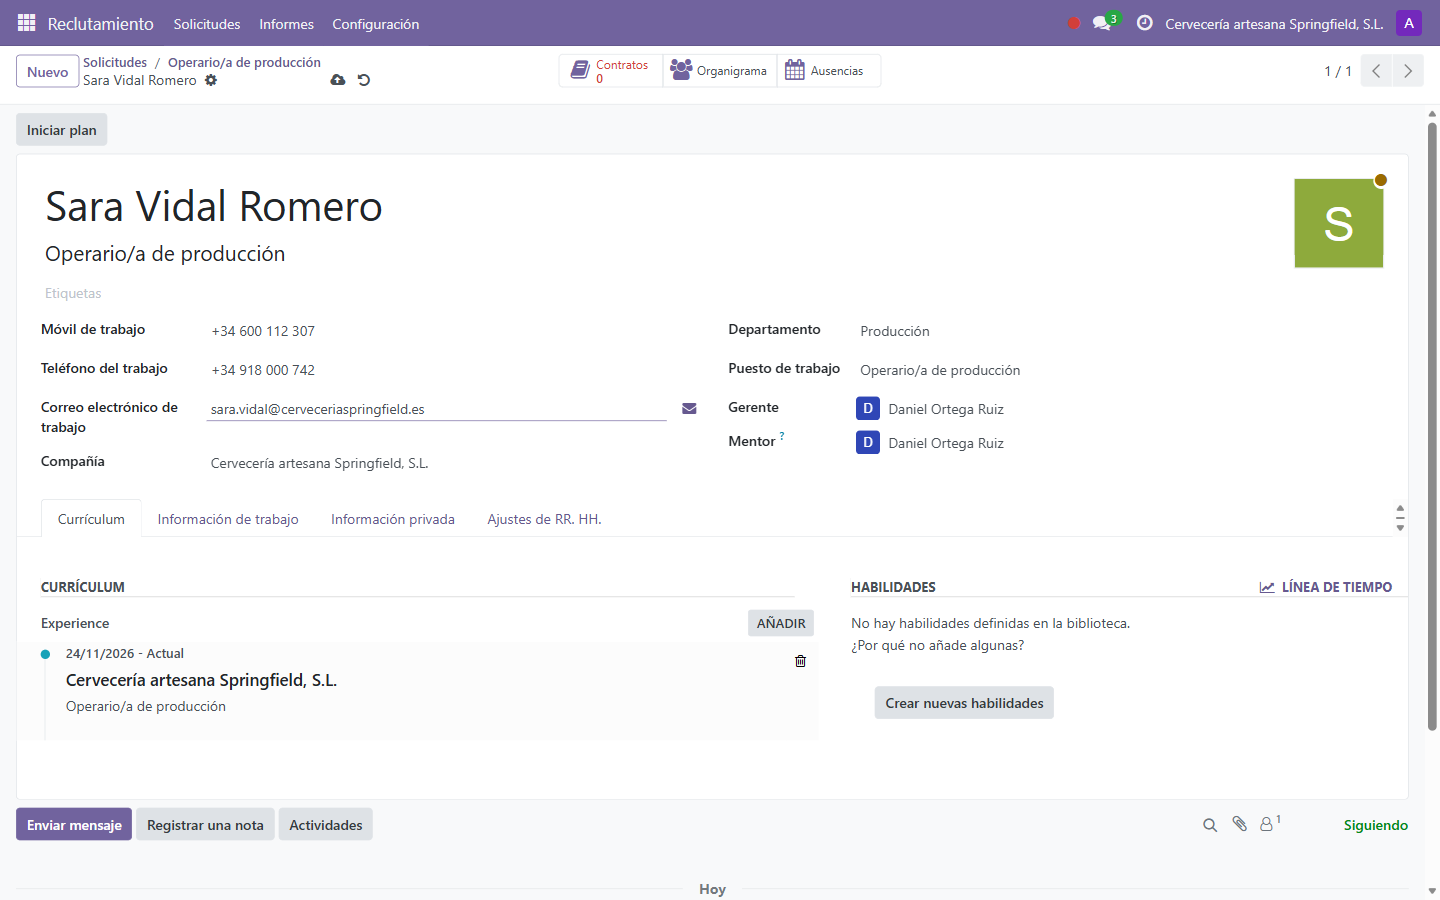 Reclutamiento
Solicitudes
Informes
Configuración
3
Cervecería artesana Springfield, S.L.
A
Nuevo
Solicitudes / Operario/a de producción
Sara Vidal Romero
Contratos
0
Organigrama
Ausencias
1 / 1
Iniciar plan
Sara Vidal Romero
S
Operario/a de producción
Etiquetas
Móvil de trabajo
+34 600 112 307
Teléfono del trabajo
+34 918 000 742
Correo electrónico de
trabajo
sara.vidal@cerveceriaspringfield.es
Compañía
Cervecería artesana Springfield, S.L.
Departamento
Producción
Puesto de trabajo
Operario/a de producción
Gerente
D
Daniel Ortega Ruiz
Mentor ?
D
Daniel Ortega Ruiz
Currículum
Información de trabajo
Información privada
Ajustes de RR. HH.
CURRÍCULUM
Experience
AÑADIR
24/11/2026 - Actual
Cervecería artesana Springfield, S.L.
Operario/a de producción
HABILIDADES
LÍNEA DE TIEMPO
No hay habilidades definidas en la biblioteca.
¿Por qué no añade algunas?
Crear nuevas habilidades
Enviar mensaje
Registrar una nota
Actividades
1
Siguiendo
Hoy